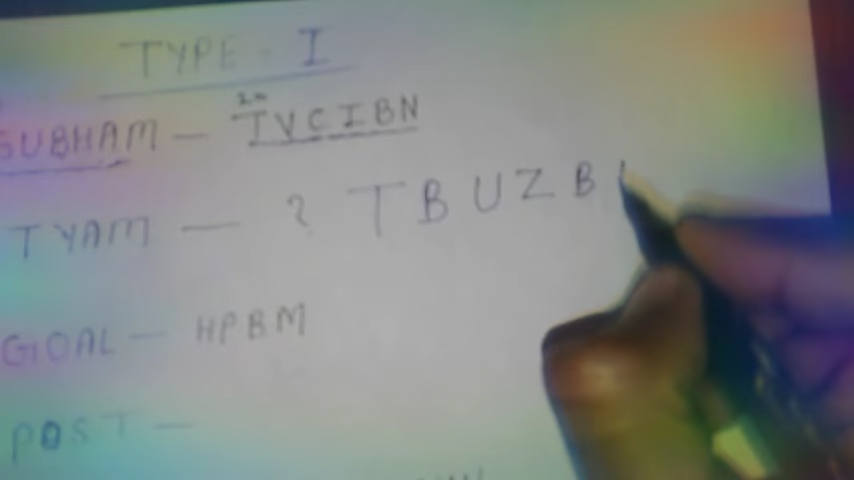 TYPE - I
SUBHAM — TVCIBN
TYAM — ? TBUZB
GOAL — HPBM
POST —